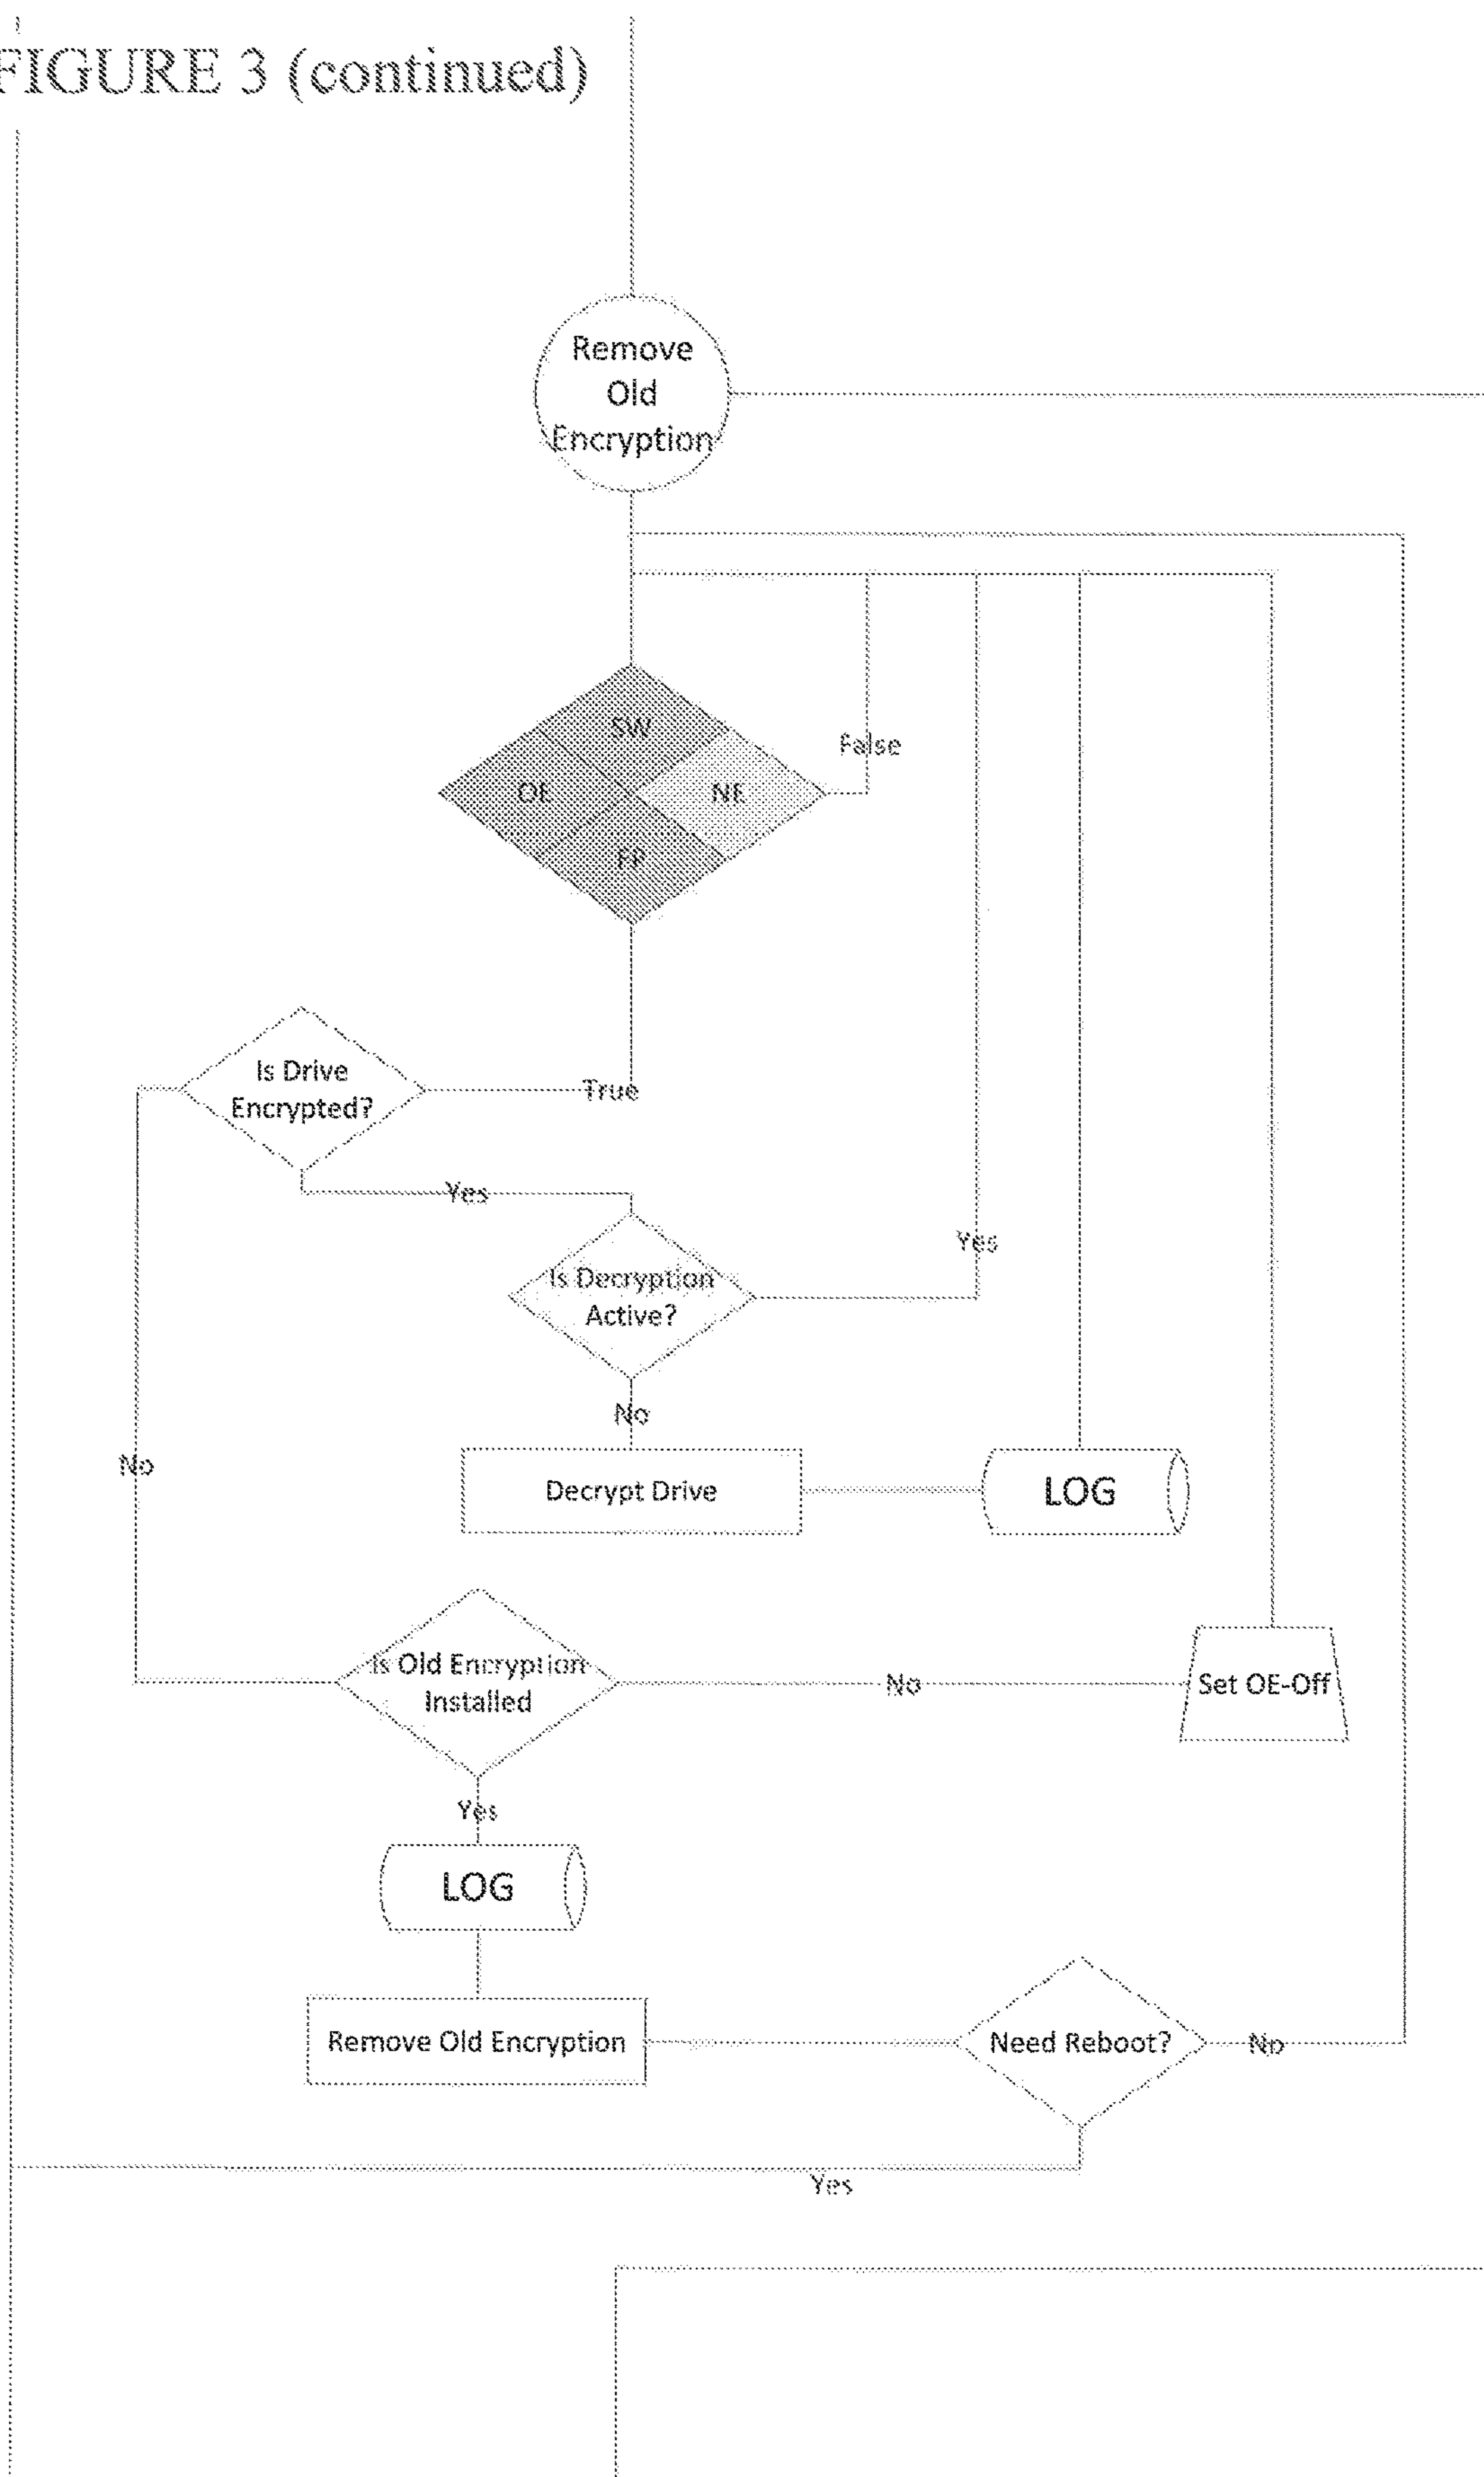 FIGURE 3 (continued)
Remove
Old
Encryption
SW
False
OE
NE
FP
Is Drive
Encrypted?
True
Yes
Yes
Is Decryption
Active?
No
No
Decrypt Drive
LOG
Is Old Encryption
Installed
No
Set OE-Off
Yes
LOG
Remove Old Encryption
Need Reboot?
No
Yes